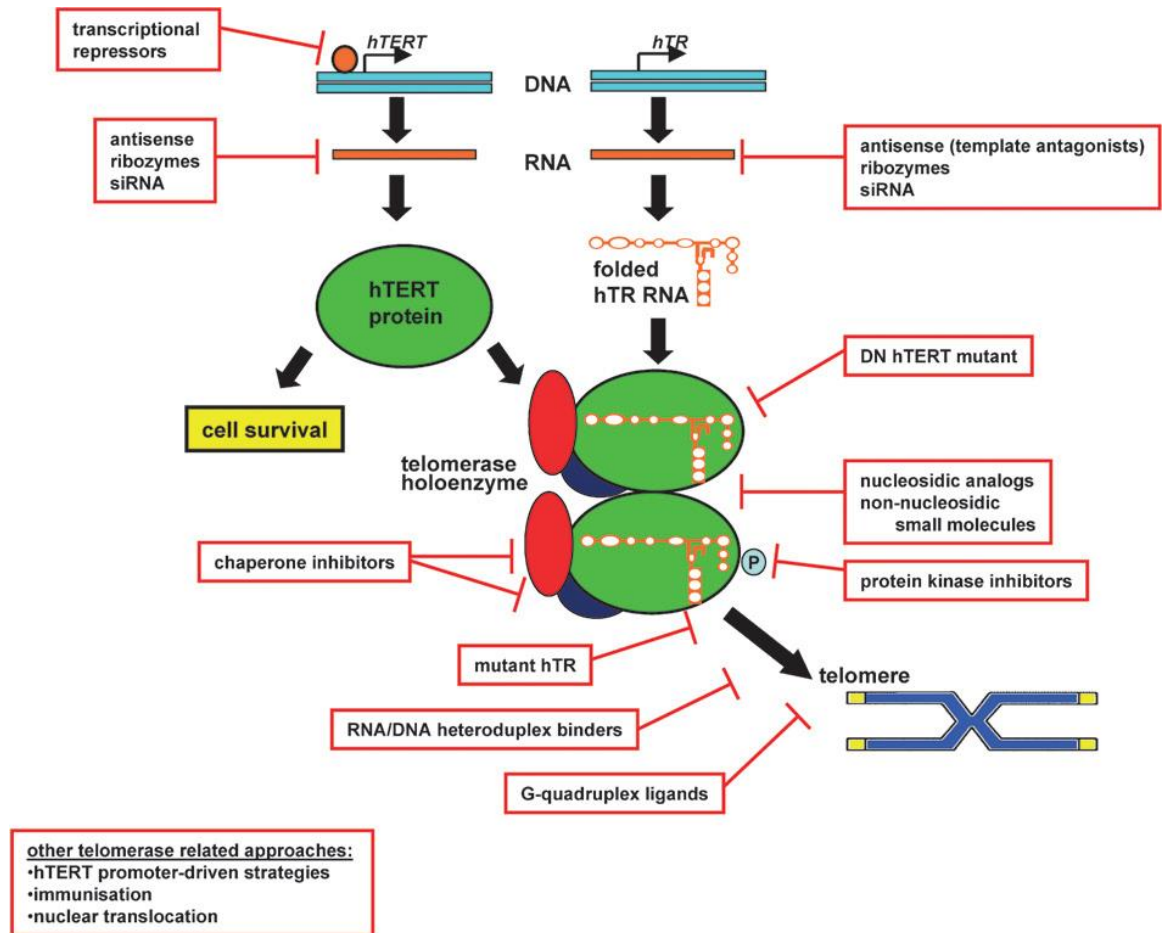 transcriptional
repressors
hTERT
hTR
DNA
antisense
ribozymes
siRNA
RNA
antisense (template antagonists)
ribozymes
siRNA
hTERT
protein
folded
hTR RNA
DN hTERT mutant
cell survival
telomerase
holoenzyme
nucleosidic analogs
non-nucleosidic
small molecules
chaperone inhibitors
P
protein kinase inhibitors
mutant hTR
telomere
RNA/DNA heteroduplex binders
G-quadruplex ligands
other telomerase related approaches:
•hTERT promoter-driven strategies
•immunisation
•nuclear translocation